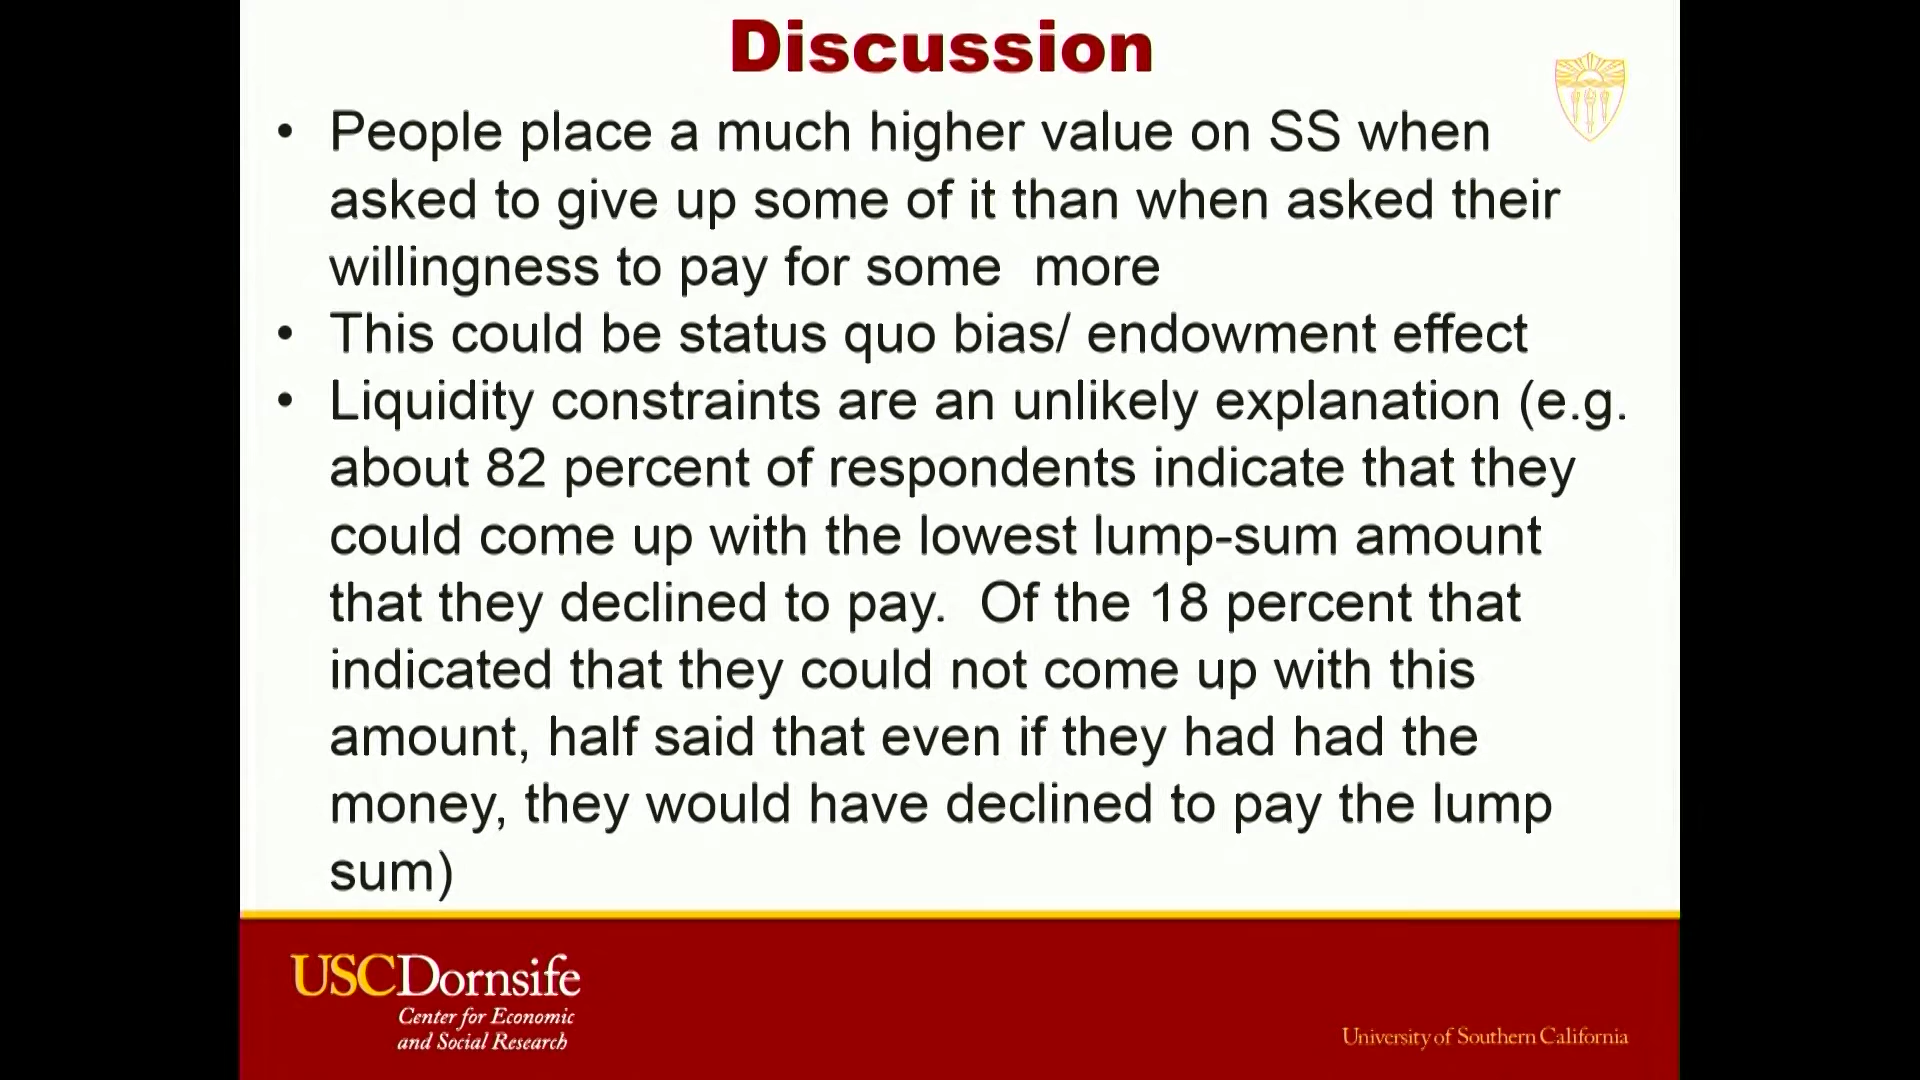 Discussion
• People place a much higher value on SS when
asked to give up some of it than when asked their
willingness to pay for some  more
• This could be status quo bias/ endowment effect
• Liquidity constraints are an unlikely explanation (e.g.
about 82 percent of respondents indicate that they
could come up with the lowest lump-sum amount
that they declined to pay.  Of the 18 percent that
indicated that they could not come up with this
amount, half said that even if they had had the
money, they would have declined to pay the lump
sum)
USCDornsife
Center for Economic
and Social Research
University of Southern California